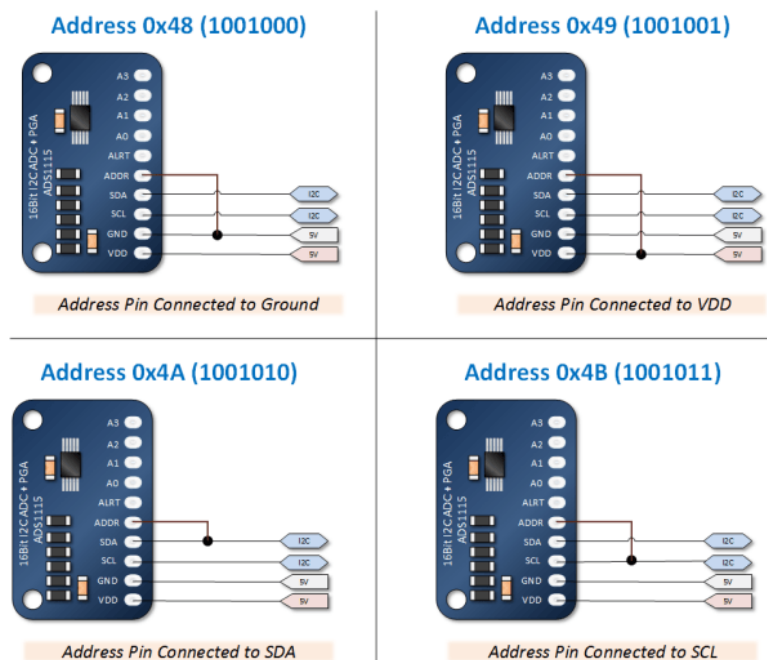 Address 0x48 (1001000)
A3
A2
A1
A0
ALRT
ADDR
SDA
SCL
GND
VDD
16Bit I2C ADC + PGA
ADS1115
I2C
I2C
5V
5V
Address Pin Connected to Ground
Address 0x49 (1001001)
A3
A2
A1
A0
ALRT
ADDR
SDA
SCL
GND
VDD
16Bit I2C ADC + PGA
ADS1115
I2C
I2C
5V
5V
Address Pin Connected to VDD
Address 0x4A (1001010)
A3
A2
A1
A0
ALRT
ADDR
SDA
SCL
GND
VDD
16Bit I2C ADC + PGA
ADS1115
I2C
I2C
5V
5V
Address Pin Connected to SDA
Address 0x4B (1001011)
A3
A2
A1
A0
ALRT
ADDR
SDA
SCL
GND
VDD
16Bit I2C ADC + PGA
ADS1115
I2C
I2C
5V
5V
Address Pin Connected to SCL